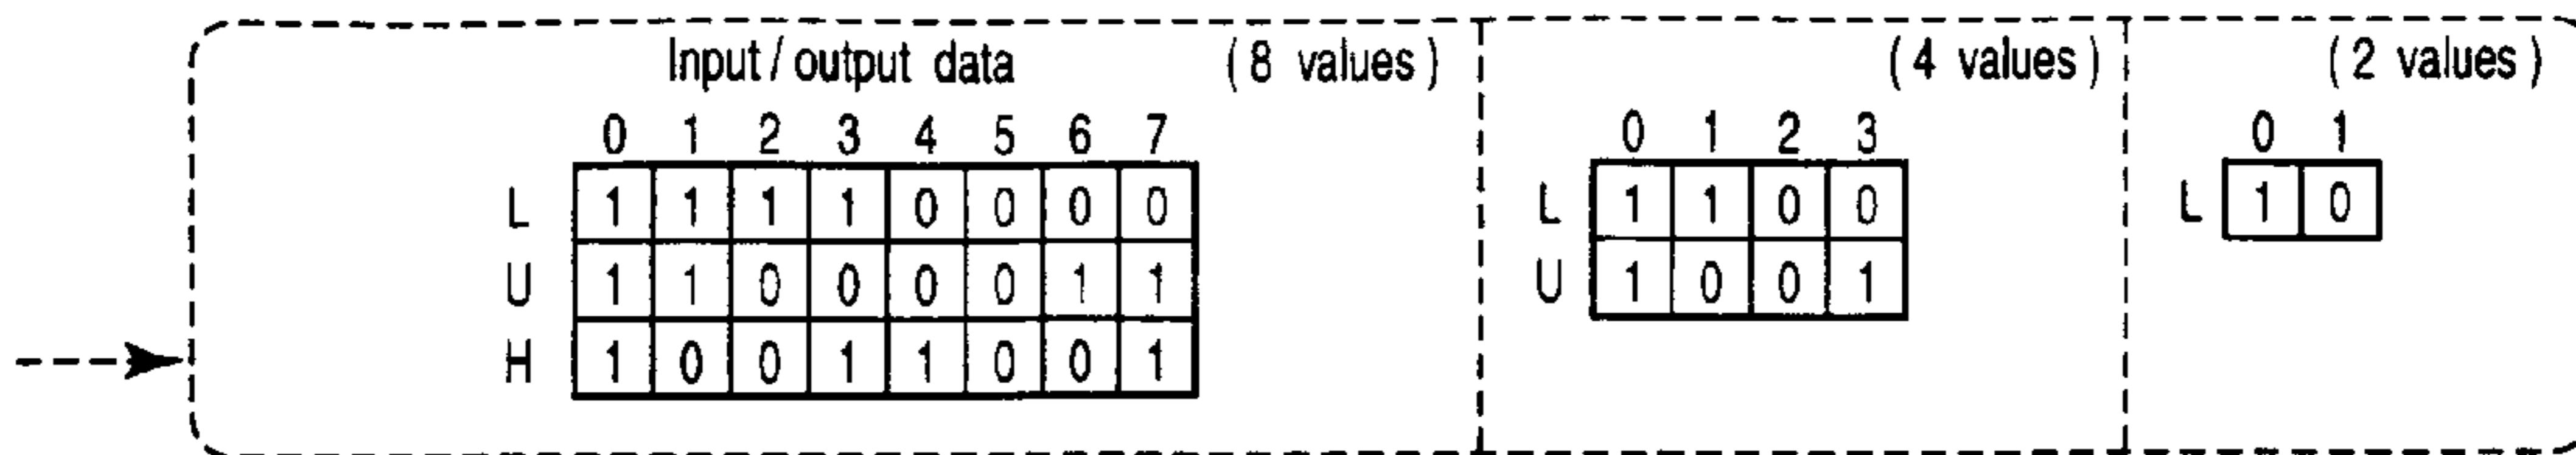 Input / output data (8 values) (4 values) (2 values)
0 1 2 3 4 5 6 7 0 1 2 3 0 1
L 1 1 1 1 0 0 0 0 L 1 1 0 0 L 1 0
U 1 1 0 0 0 0 1 1 U 1 0 0 1
H 1 0 0 1 1 0 0 1